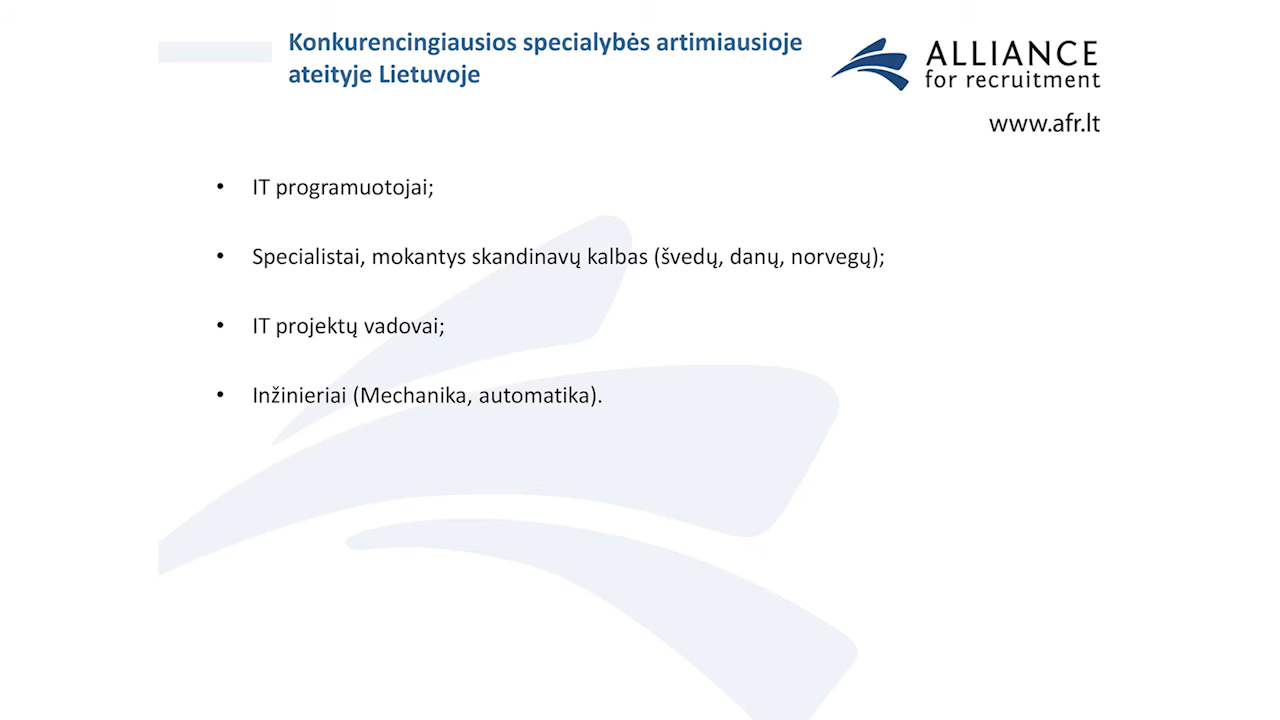 Konkurencingiausios specialybės artimiausioje
ateityje Lietuvoje
ALLIANCE
for recruitment
www.afr.lt
• IT programuotojai;
• Specialistai, mokantys skandinavų kalbas (švedų, danų, norvegų);
• IT projektų vadovai;
• Inžinieriai (Mechanika, automatika).